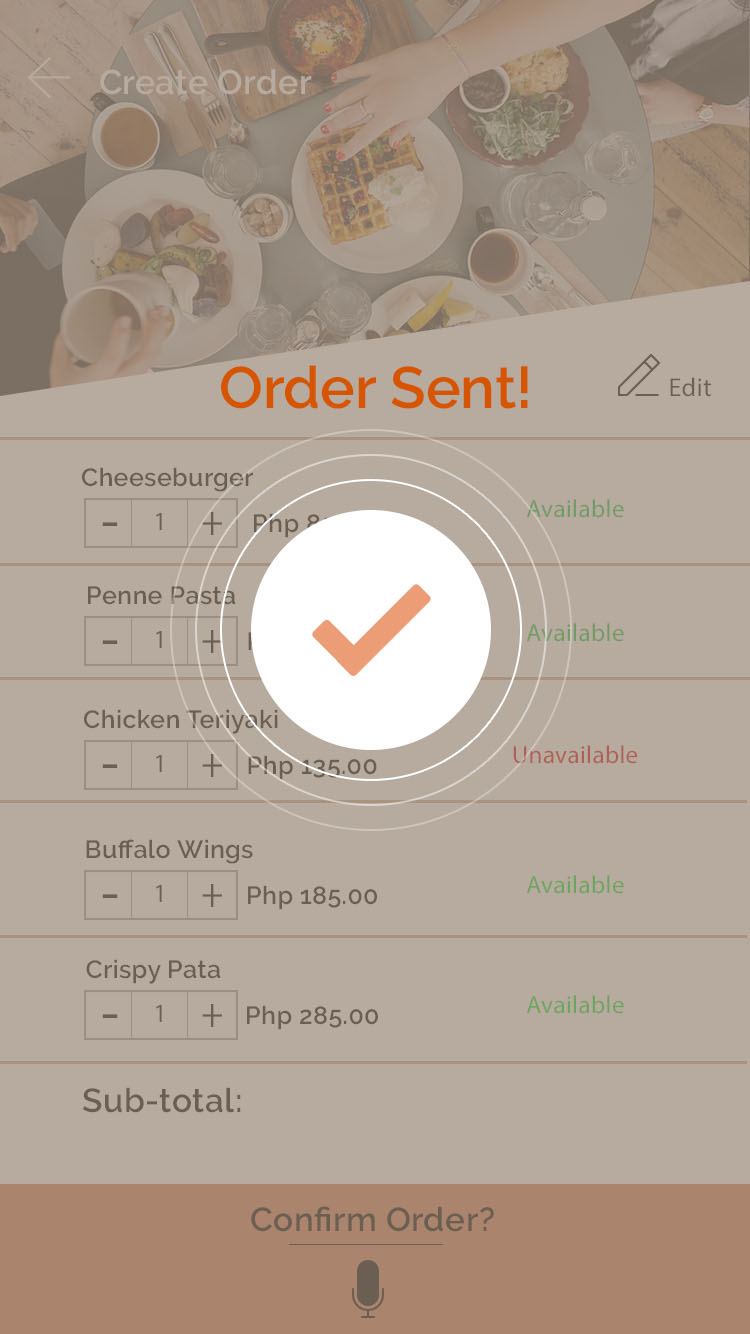 Create Order
Order Sent!
Edit
Cheeseburger
- 1 + Php 8
Available
Penne Pasta
- 1 +
Available
Chicken Teriyaki
- 1 + Php 135.00
Unavailable
Buffalo Wings
- 1 + Php 185.00
Available
Crispy Pata
- 1 + Php 285.00
Available
Sub-total:
Confirm Order?